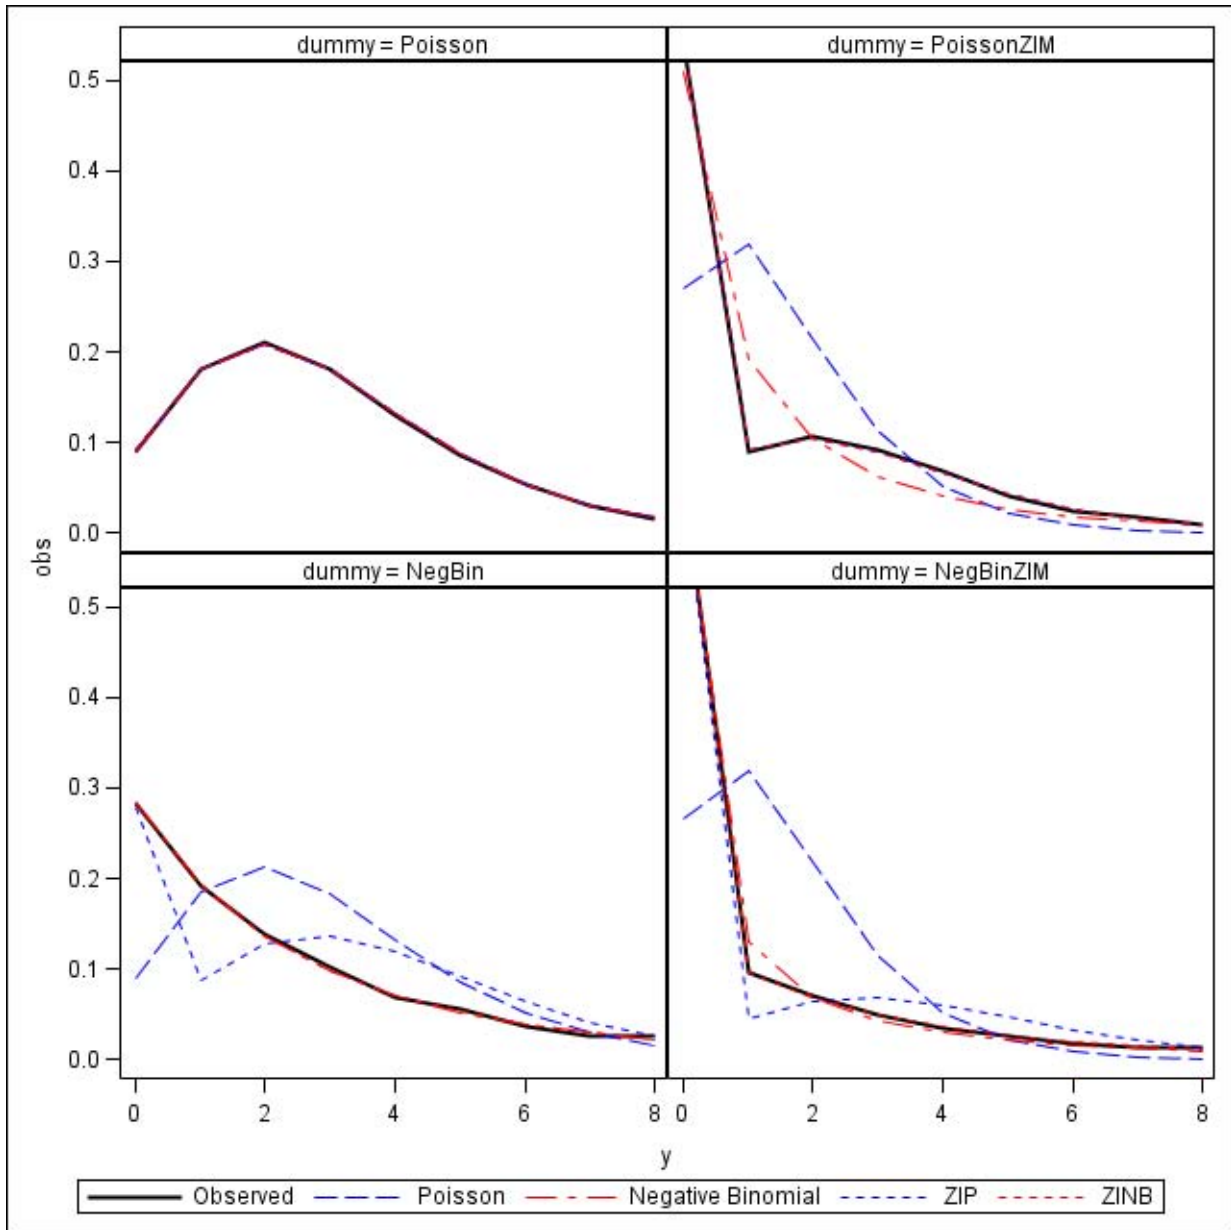 dummy = Poisson
dummy = PoissonZIM
0.5
0.4
0.3
0.2
0.1
0.0
obs
dummy = NegBin
dummy = NegBinZIM
0.5
0.4
0.3
0.2
0.1
0.0
0 2 4 6 8
0 2 4 6 8
y
Observed Poisson Negative Binomial ZIP ZINB